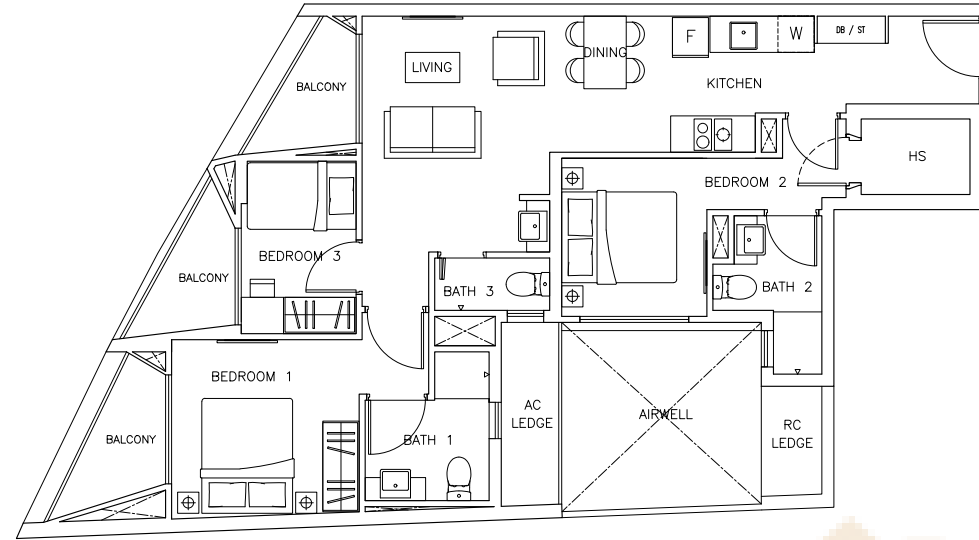 DINING
F
W
DB / ST
LIVING
BALCONY
KITCHEN
HS
BEDROOM 2
BEDROOM 3
BALCONY
BATH 3
BATH 2
BEDROOM 1
AC
LEDGE
AIRWELL
RC
LEDGE
BALCONY
BATH 1